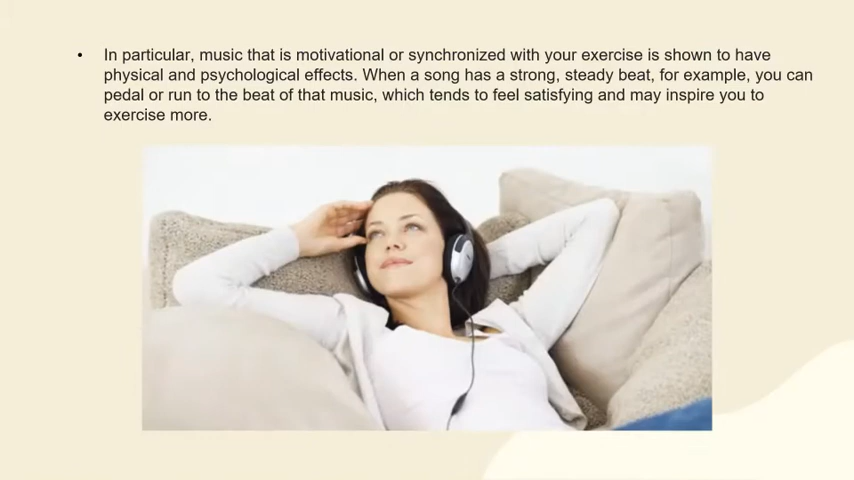 • In particular, music that is motivational or synchronized with your exercise is shown to have
physical and psychological effects. When a song has a strong, steady beat, for example, you can
pedal or run to the beat of that music, which tends to feel satisfying and may inspire you to
exercise more.